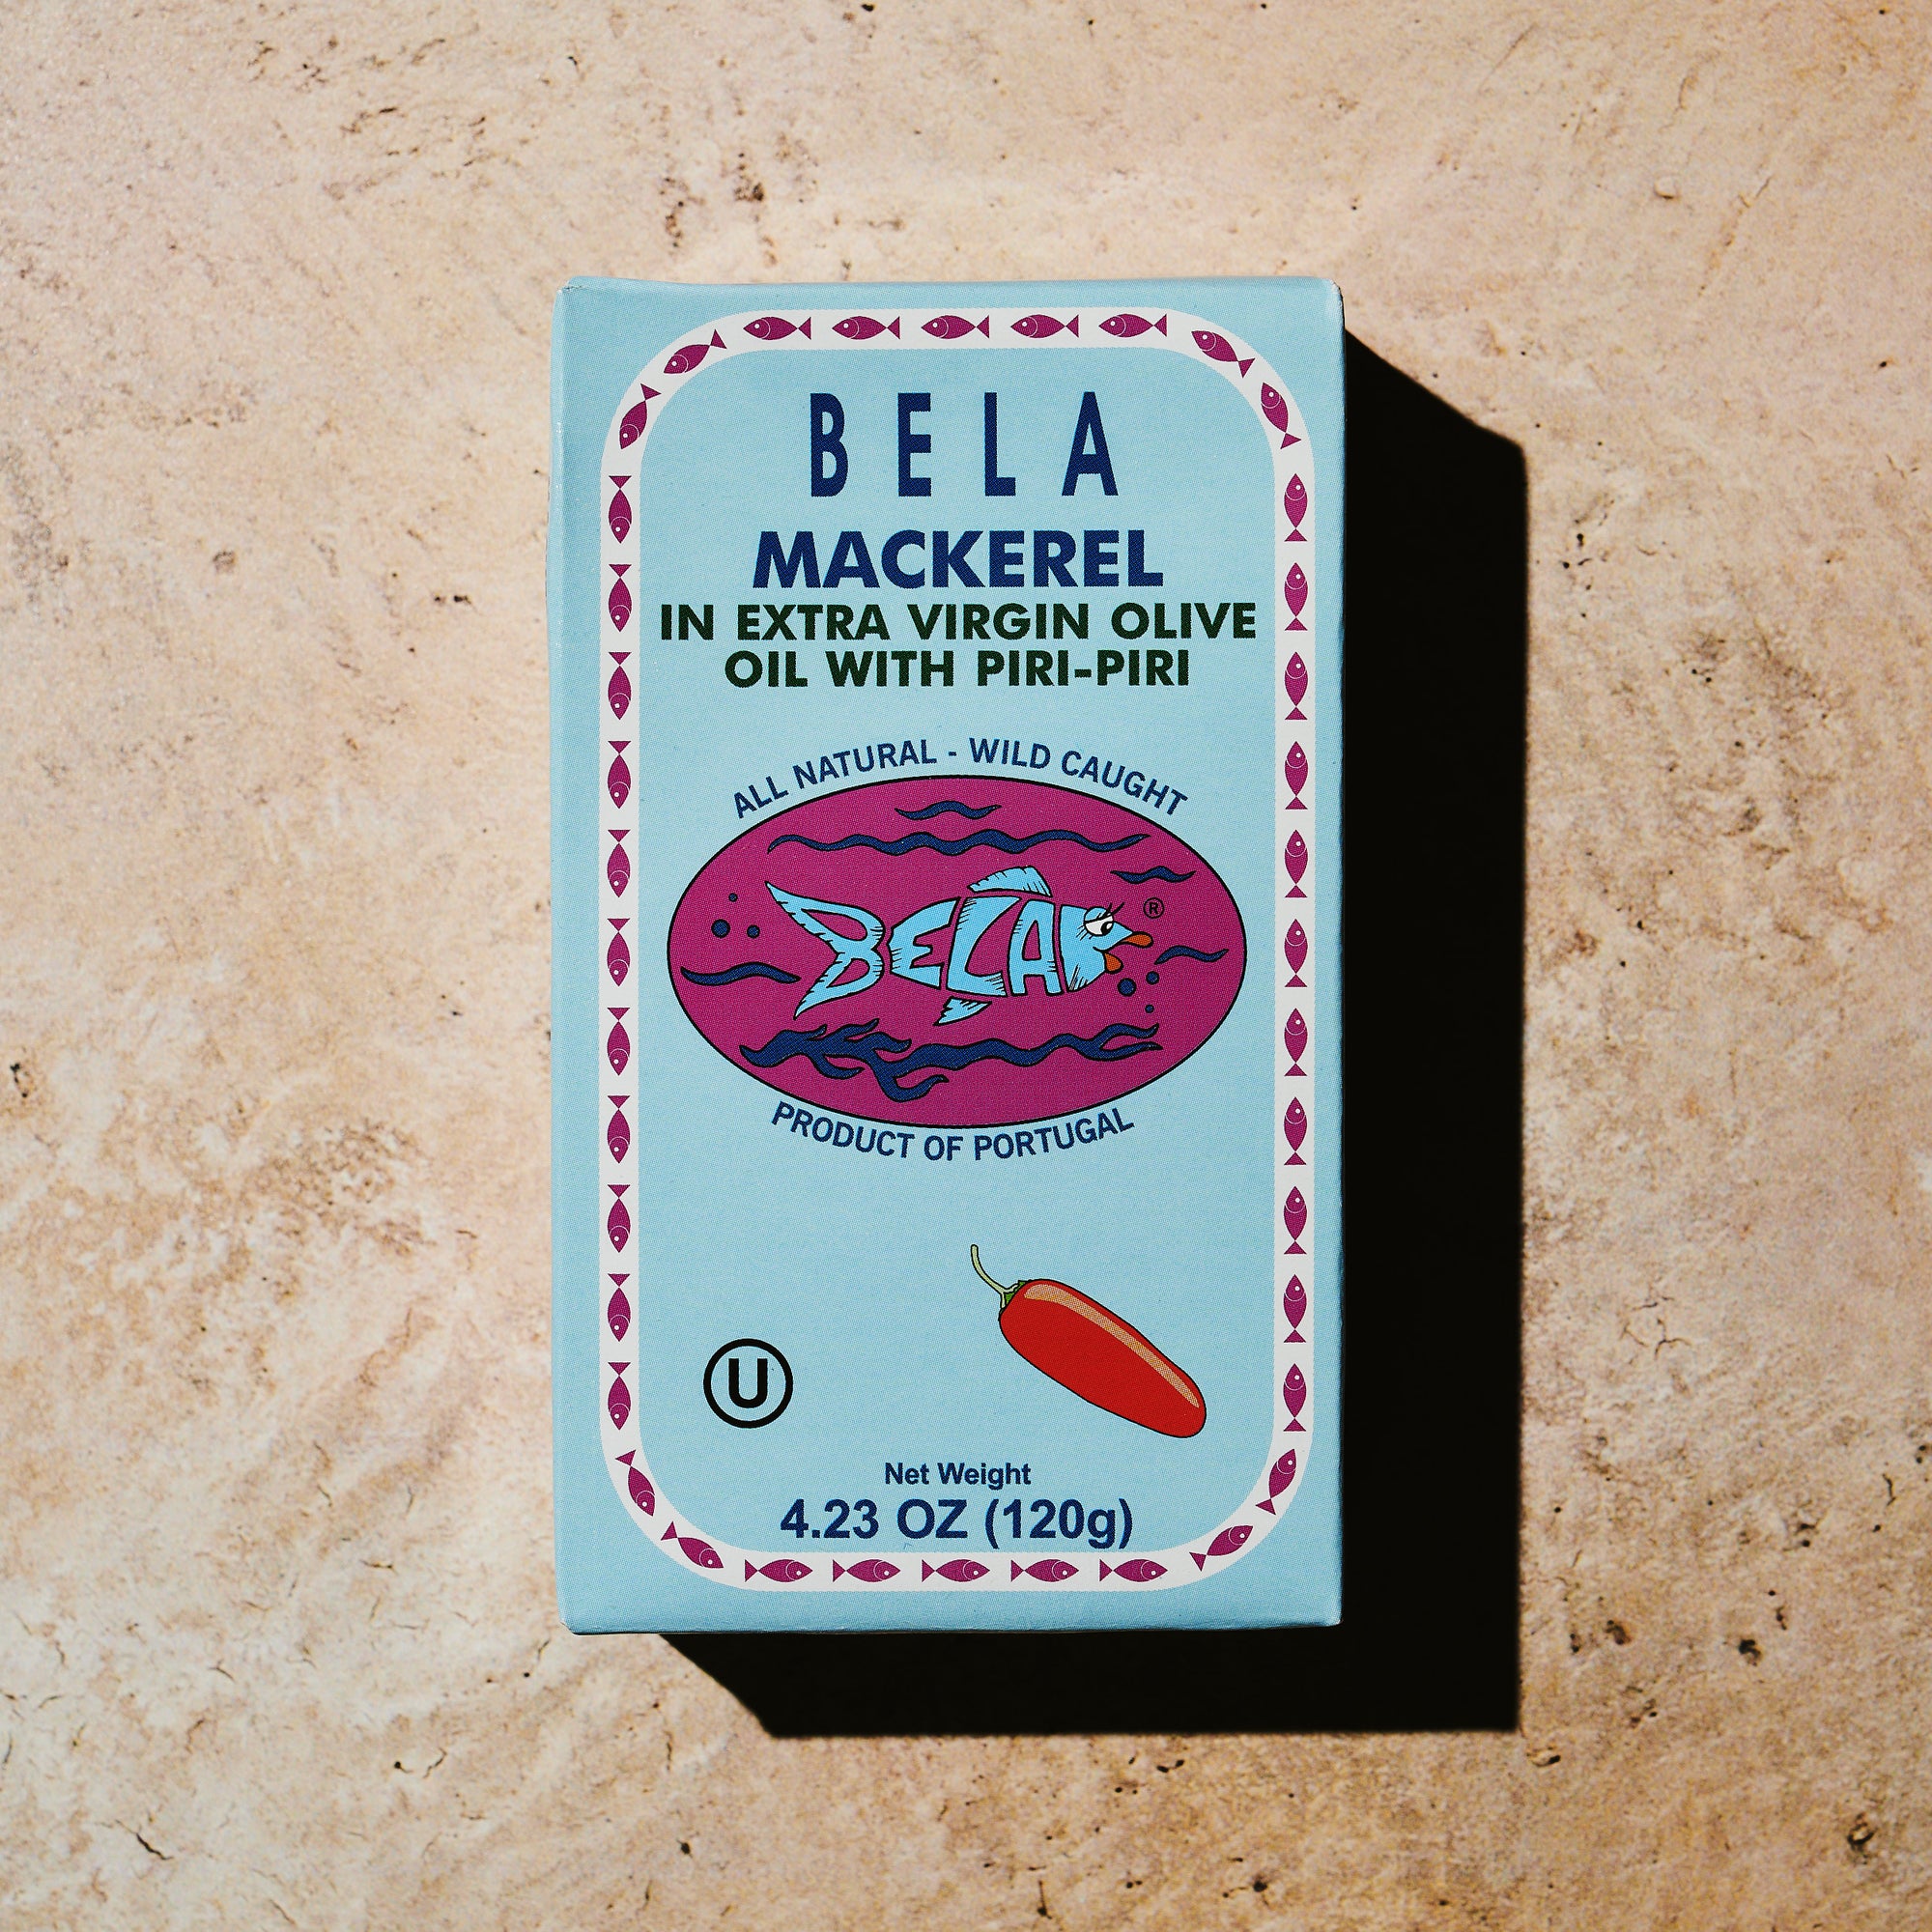 BELA
MACKEREL
IN EXTRA VIRGIN OLIVE
OIL WITH PIRI-PIRI
ALL NATURAL - WILD CAUGHT
BELA ®
PRODUCT OF PORTUGAL
U
Net Weight
4.23 OZ (120g)